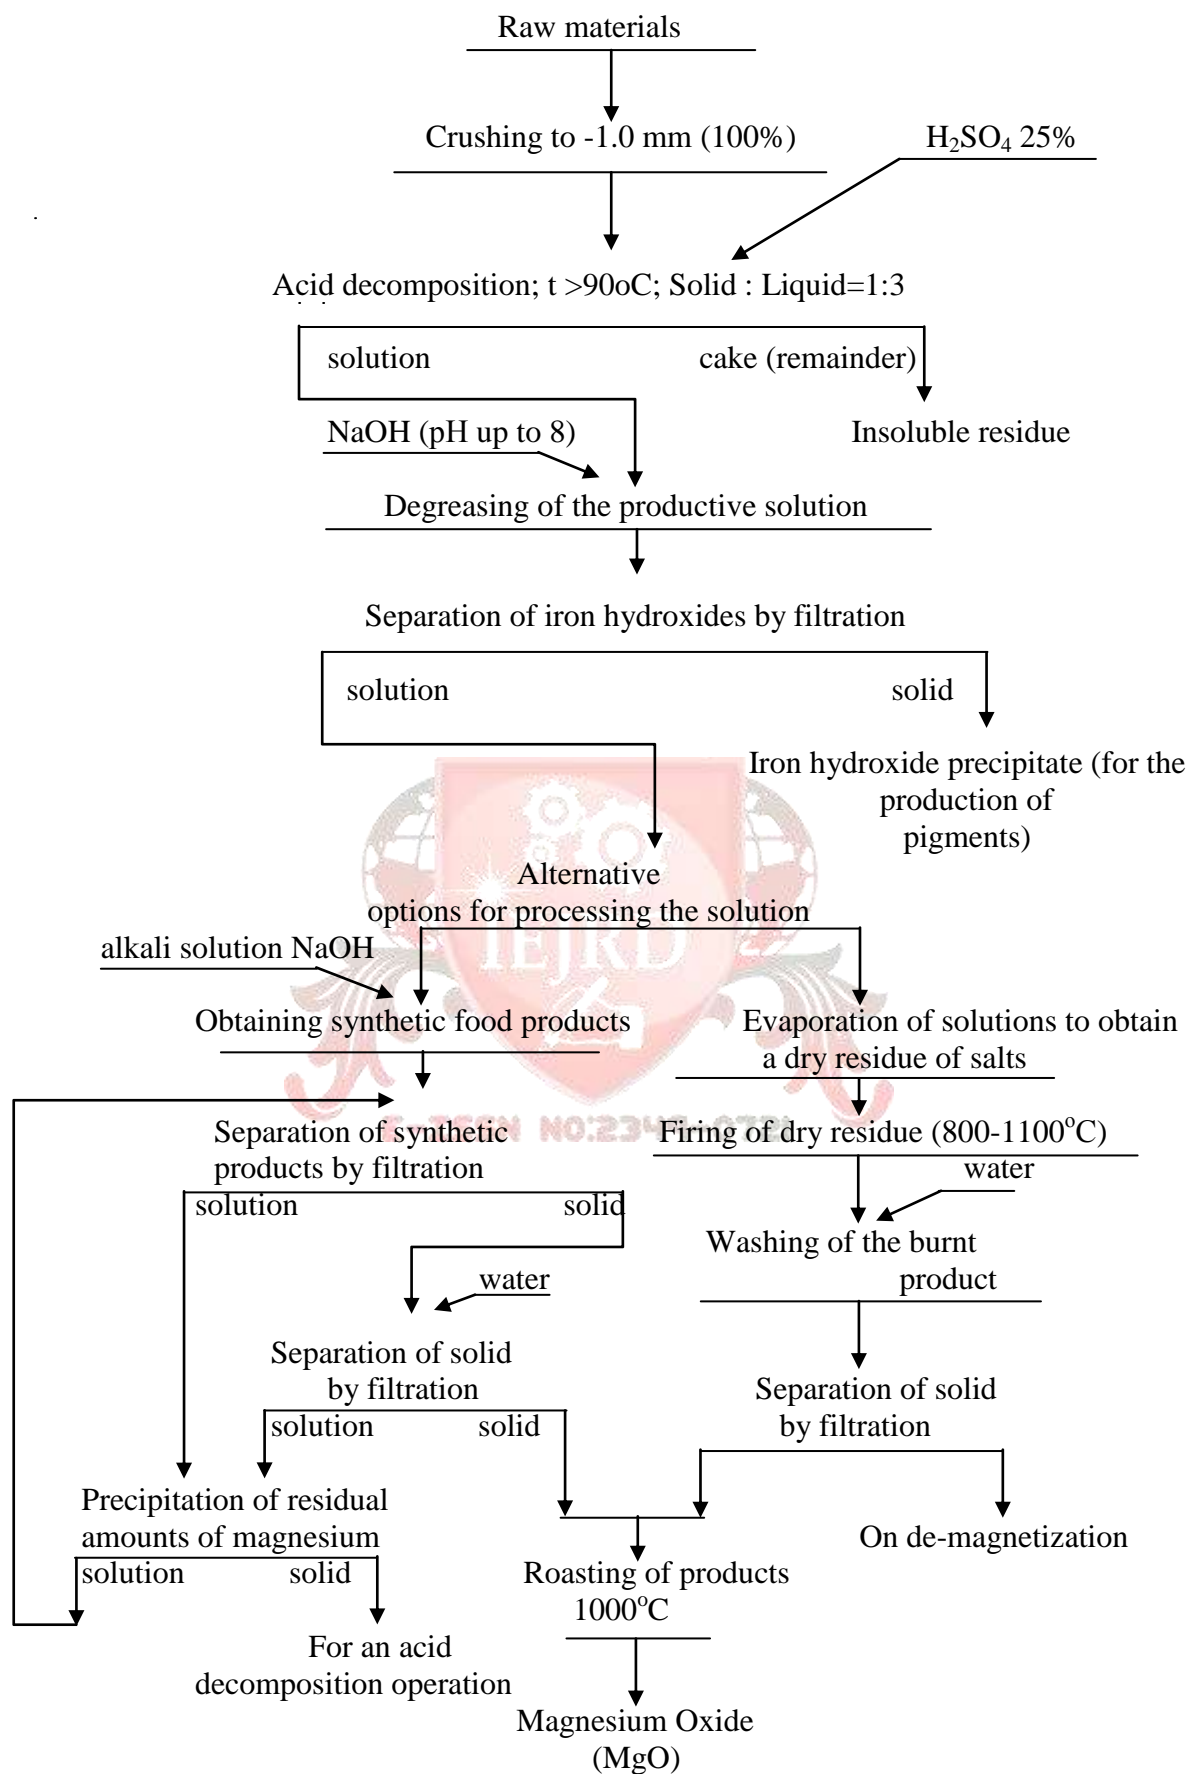 Raw materials
Crushing to -1.0 mm (100%)
H₂SO₄ 25%
Acid decomposition; t >90oC; Solid : Liquid=1:3
solution
cake (remainder)
NaOH (pH up to 8)
Insoluble residue
Degreasing of the productive solution
Separation of iron hydroxides by filtration
solution
solid
Iron hydroxide precipitate (for the
production of
pigments)
Alternative
options for processing the solution
IEJRD
alkali solution NaOH
Obtaining synthetic food products
Evaporation of solutions to obtain
a dry residue of salts
Separation of synthetic
products by filtration
Firing of dry residue (800-1100°C)
water
solution
solid
Washing of the burnt
product
water
Separation of solid
by filtration
Separation of solid
by filtration
solution
solid
Precipitation of residual
amounts of magnesium
On de-magnetization
solution
solid
Roasting of products
1000°C
For an acid
decomposition operation
Magnesium Oxide
(MgO)